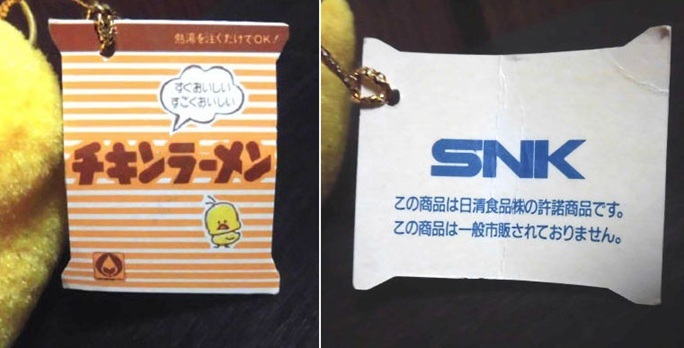 熱湯を注くだけでOK!
すぐおいしい
すごくおいしい
チキンラーメン
SNK
この商品は日清食品㈱の許諾商品です。
この商品は一般市販されておりません。